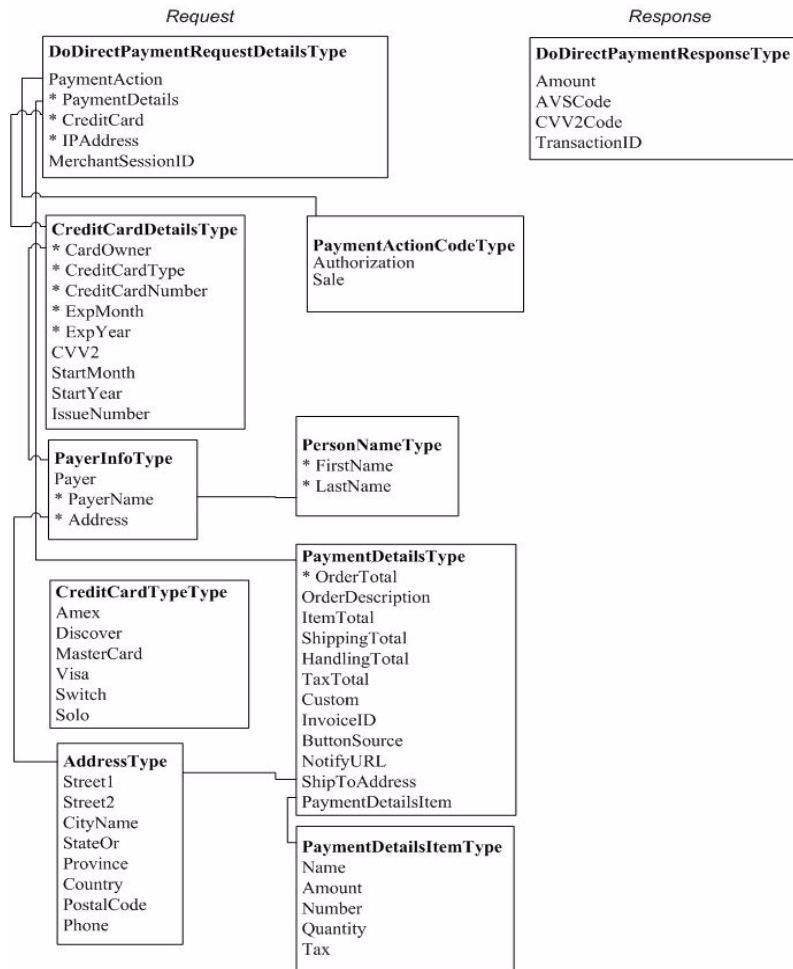 Request
Response
DoDirectPaymentRequestDetailsType
PaymentAction
* PaymentDetails
* CreditCard
* IPAddress
MerchantSessionID
DoDirectPaymentResponseType
Amount
AVSCode
CVV2Code
TransactionID
CreditCardDetailsType
* CardOwner
* CreditCardType
* CreditCardNumber
* ExpMonth
* ExpYear
CVV2
StartMonth
StartYear
IssueNumber
PaymentActionCodeType
Authorization
Sale
PayerInfoType
Payer
* PayerName
* Address
PersonNameType
* FirstName
* LastName
PaymentDetailsType
* OrderTotal
OrderDescription
ItemTotal
ShippingTotal
HandlingTotal
TaxTotal
Custom
InvoiceID
ButtonSource
NotifyURL
ShipToAddress
PaymentDetailsItem
CreditCardTypeType
Amex
Discover
MasterCard
Visa
Switch
Solo
AddressType
Street1
Street2
CityName
StateOr
Province
Country
PostalCode
Phone
PaymentDetailsItemType
Name
Amount
Number
Quantity
Tax